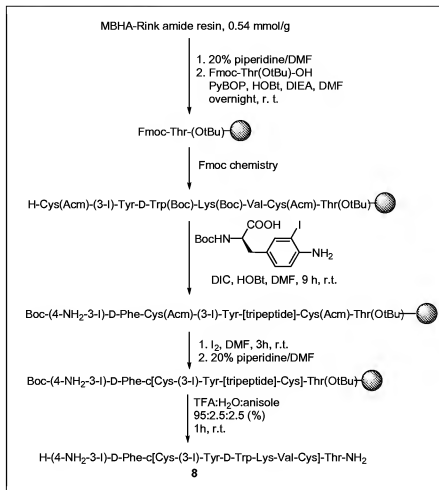 MBHA-Rink amide resin, 0.54 mmol/g
1. 20% piperidine/DMF
2. Fmoc-Thr(OtBu)-OH
PyBOP, HOBt, DIEA, DMF
overnight, r. t.
Fmoc-Thr-(OtBu)
Fmoc chemistry
H-Cys(Acm)-(3-I)-Tyr-D-Trp(Boc)-Lys(Boc)-Val-Cys(Acm)-Thr(OtBu)
COOH
I
BocHN
NH2
DIC, HOBt, DMF, 9 h, r.t.
Boc-(4-NH2-3-I)-D-Phe-Cys(Acm)-(3-I)-Tyr-[tripeptide]-Cys(Acm)-Thr(OtBu)
1. I2, DMF, 3h, r.t.
2. 20% piperidine/DMF
Boc-(4-NH2-3-I)-D-Phe-c[Cys-(3-I)-Tyr-[tripeptide]-Cys]-Thr(OtBu)
TFA:H2O:anisole
95:2.5:2.5 (%)
1h, r.t.
H-(4-NH2-3-I)-D-Phe-c[Cys-(3-I)-Tyr-D-Trp-Lys-Val-Cys]-Thr-NH2
8